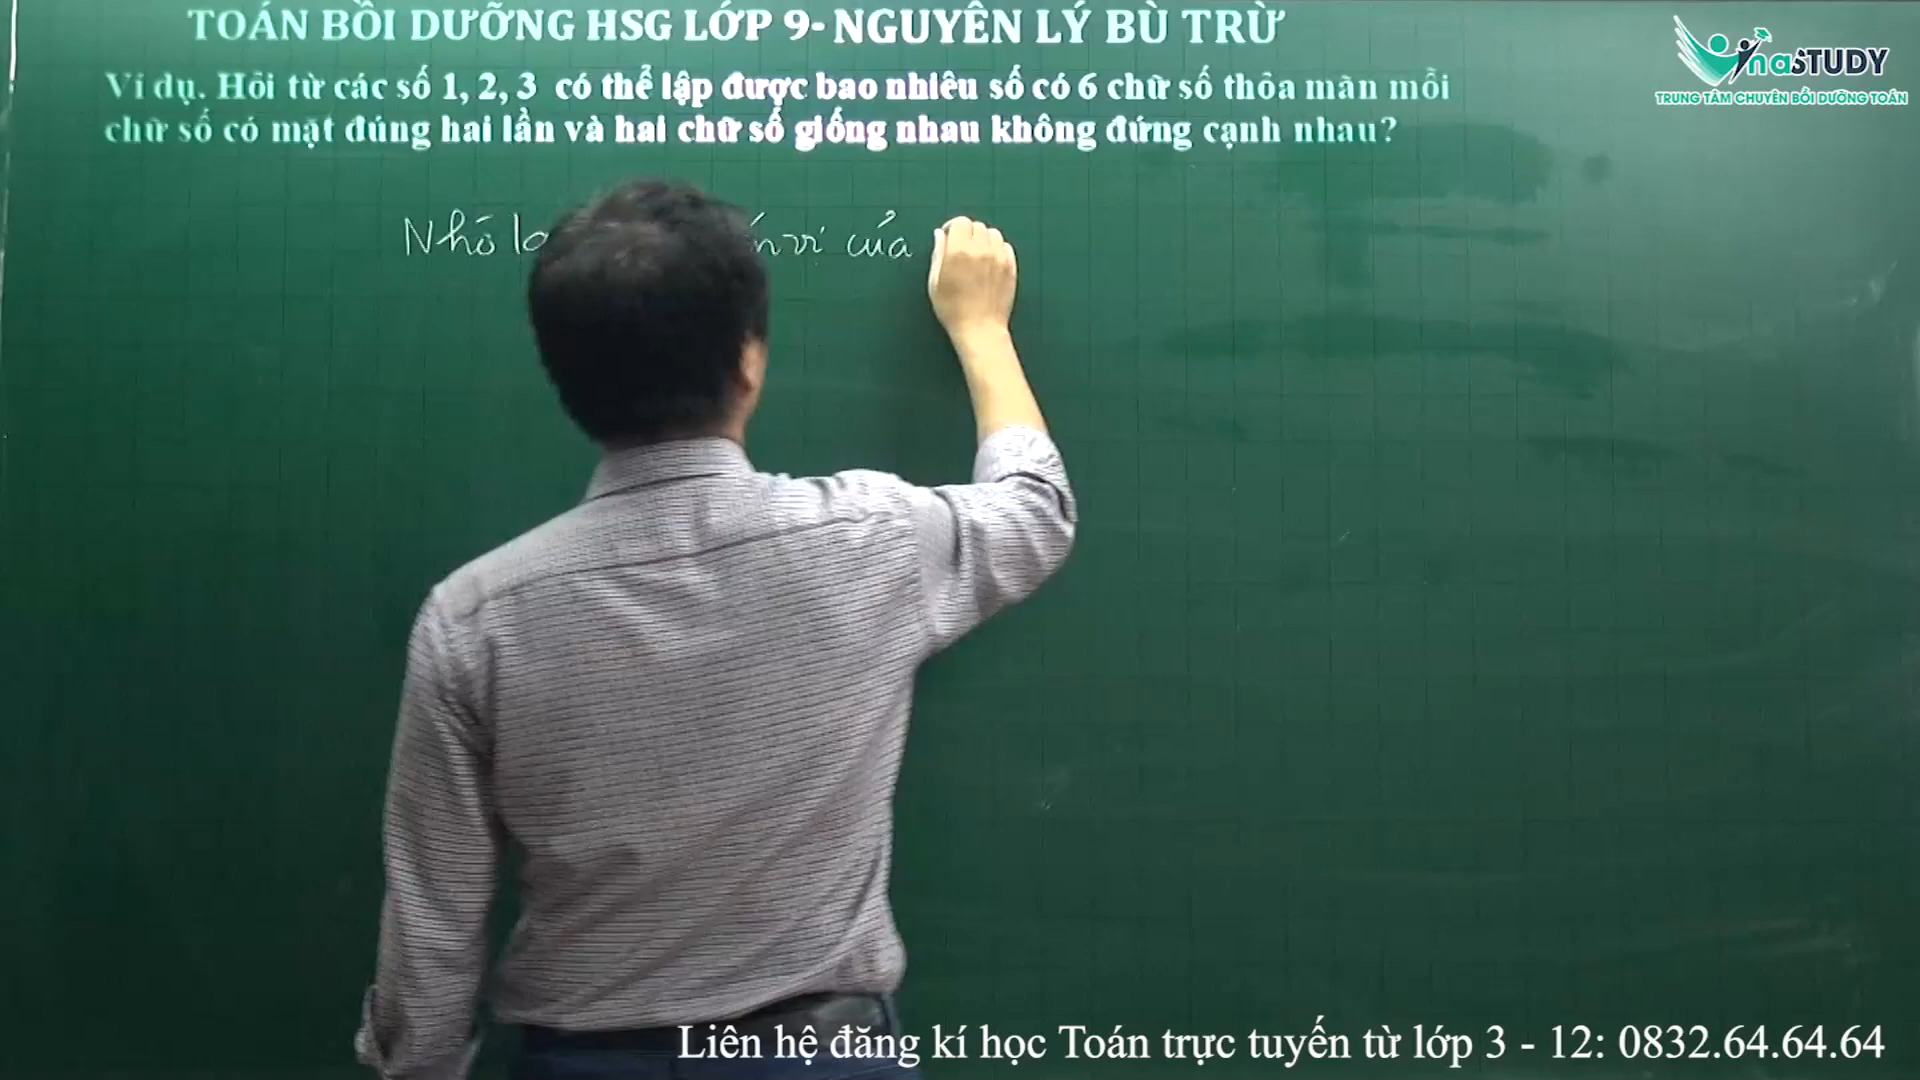 TOÁN BỒI DƯỠNG HSG LỚP 9- NGUYÊN LÝ BÙ TRỪ
Ví dụ. Hỏi từ các số 1, 2, 3 có thể lập được bao nhiêu số có 6 chữ số thỏa mãn mỗi
chữ số có mặt đúng hai lần và hai chữ số giống nhau không đứng cạnh nhau?
của
naSTUDY
TRUNG TÂM CHUYÊN BỒI DƯỠNG TOÁN
Liên hệ đăng kí học Toán trực tuyến từ lớp 3 - 12: 0832.64.64.64